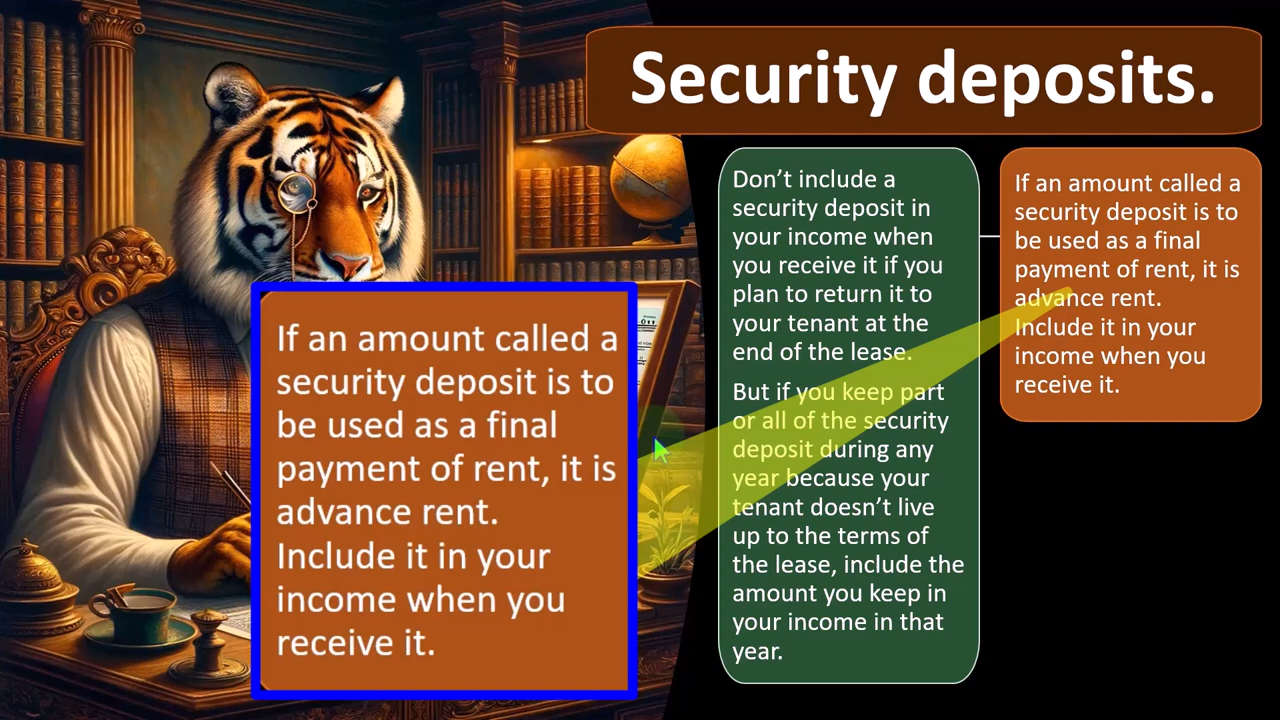 Security deposits.
Don’t include a
security deposit in
your income when
you receive it if you
plan to return it to
your tenant at the
end of the lease.
But if you keep part
or all of the security
deposit during any
year because your
tenant doesn’t live
up to the terms of
the lease, include the
amount you keep in
your income in that
year.
If an amount called a
security deposit is to
be used as a final
payment of rent, it is
advance rent.
Include it in your
income when you
receive it.
If an amount called a
security deposit is to
be used as a final
payment of rent, it is
advance rent.
Include it in your
income when you
receive it.